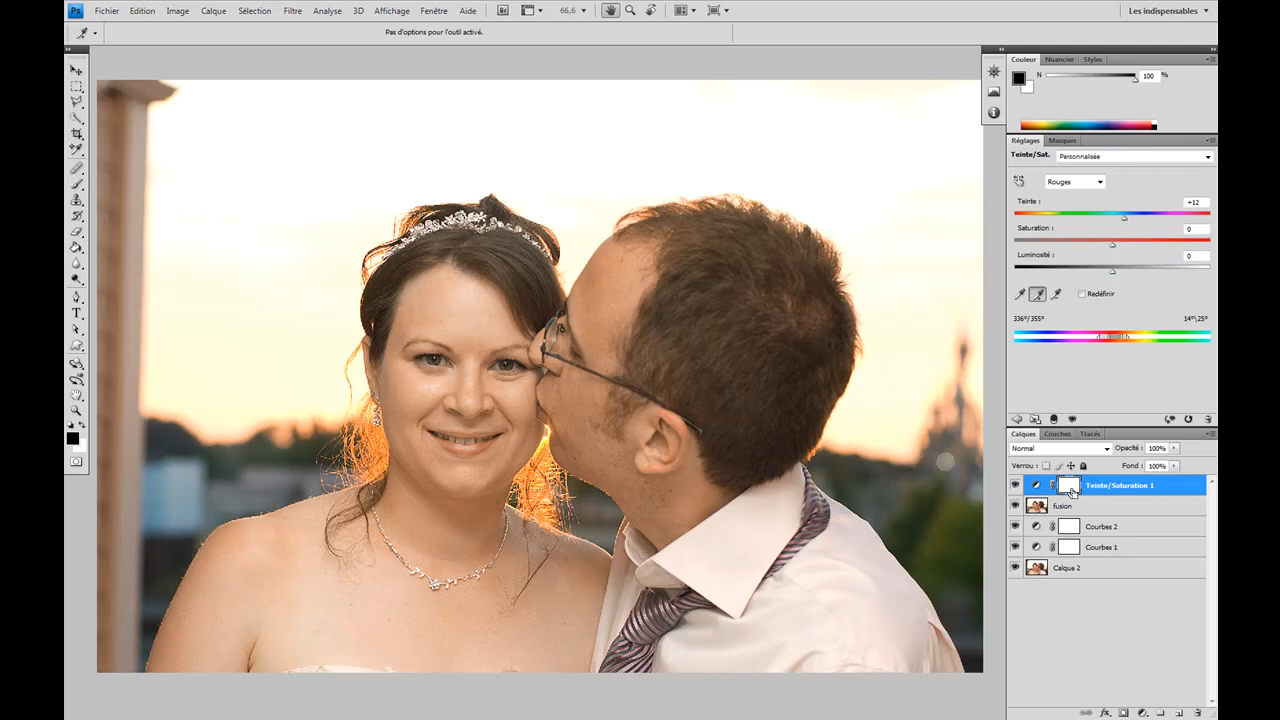 Ps Fichier Edition Image Calque Sélection Filtre Analyse 3D Affichage Fenêtre Aide Br 66,6 Les indispensables
Pas d'options pour l'outil activé.
Couleur Nuancier Styles
N 100 %
Réglages Masques
Teinte/Sat. Personnalisée
Rouges
Teinte : +12
Saturation : 0
Luminosité : 0
Redéfinir
336°/355° 14°\25°
Calques Couches Tracés
Normal Opacité : 100%
Verrou : Fond : 100%
Teinte/Saturation 1
fusion
Courbes 2
Courbes 1
Calque 2